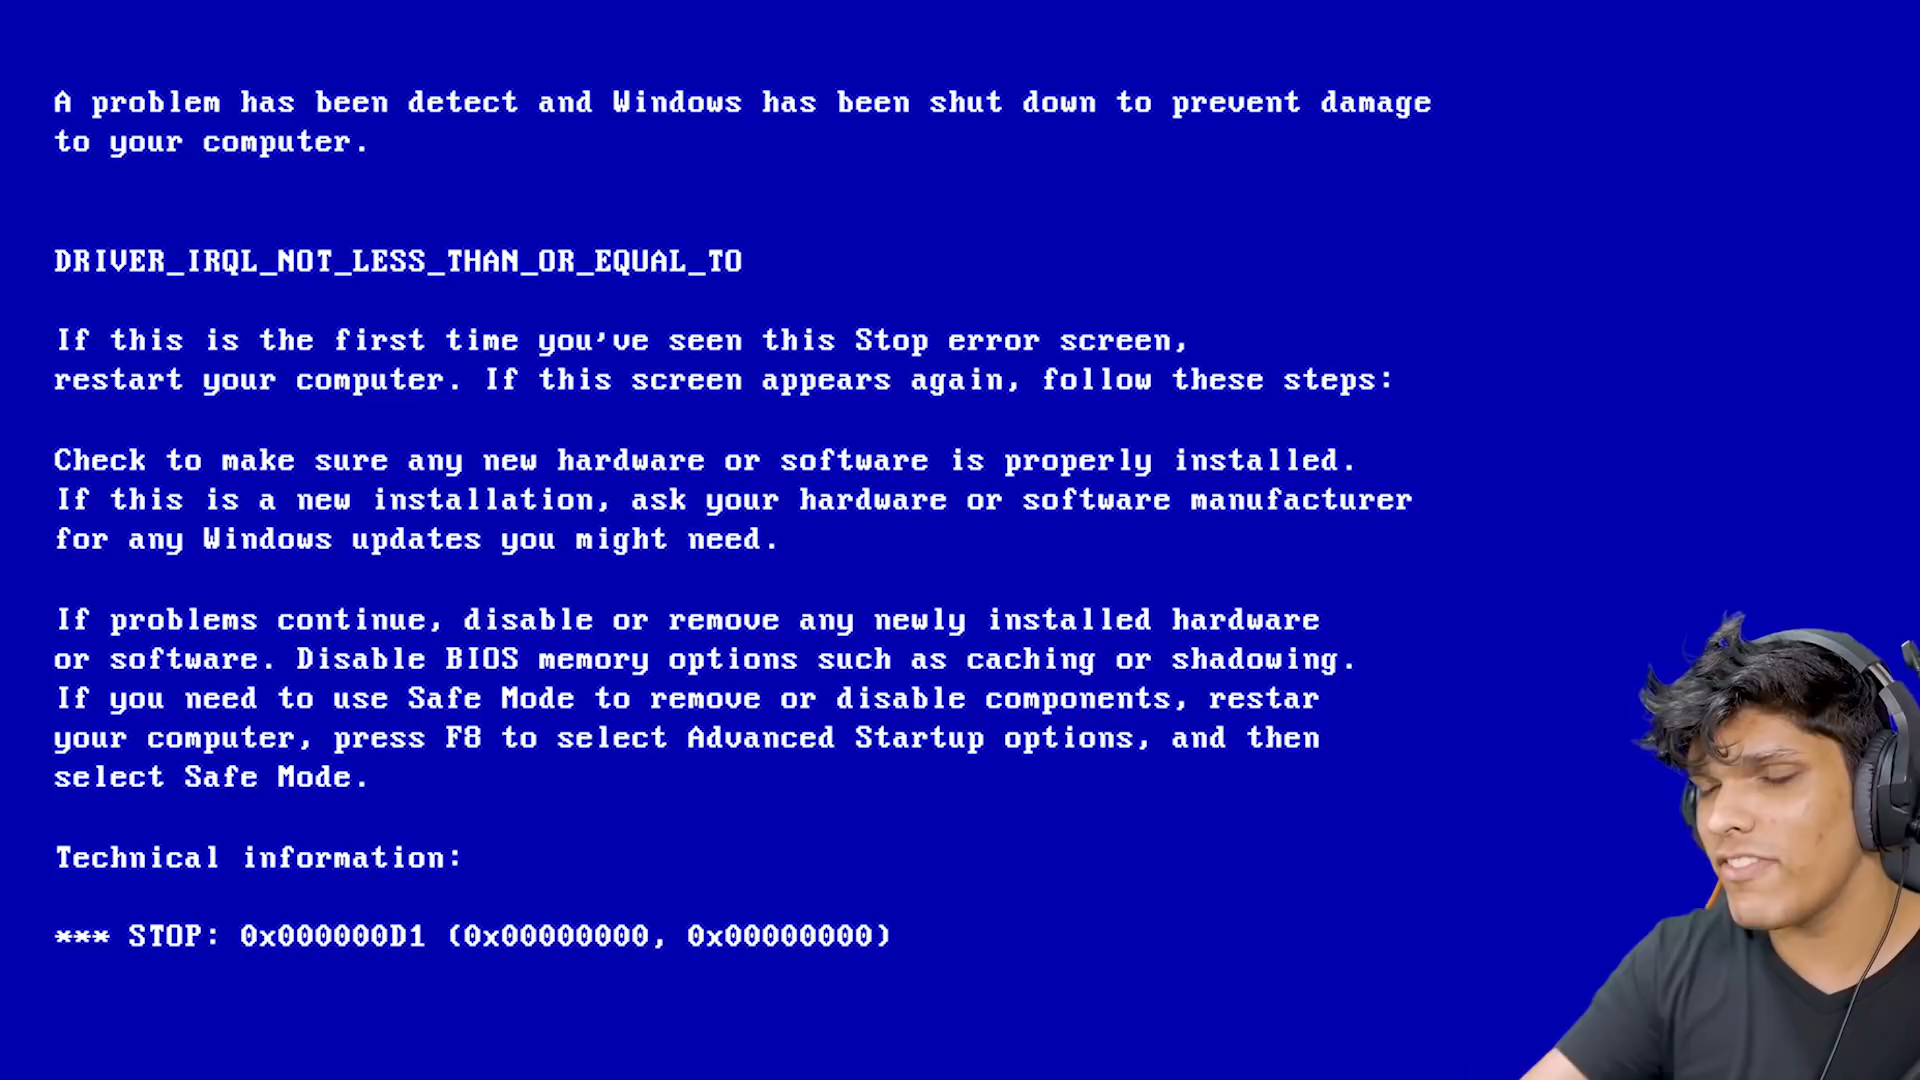 A problem has been detect and Windows has been shut down to prevent damage
to your computer.
DRIVER_IRQL_NOT_LESS_THAN_OR_EQUAL_TO
If this is the first time you've seen this Stop error screen,
restart your computer. If this screen appears again, follow these steps:
Check to make sure any new hardware or software is properly installed.
If this is a new installation, ask your hardware or software manufacturer
for any Windows updates you might need.
If problems continue, disable or remove any newly installed hardware
or software. Disable BIOS memory options such as caching or shadowing.
If you need to use Safe Mode to remove or disable components, restar
your computer, press F8 to select Advanced Startup options, and then
select Safe Mode.
Technical information:
*** STOP: 0x000000D1 (0x00000000, 0x00000000)